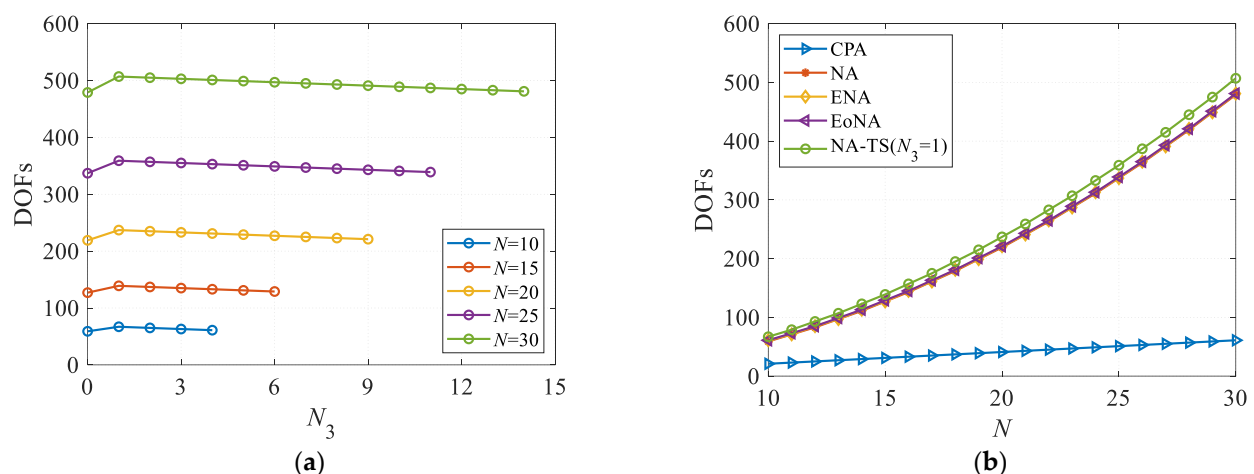 600
500
400
300
200
100
0
DOFs
0 3 6 9 12 15
N₃
N=10
N=15
N=20
N=25
N=30
(a)
600
500
400
300
200
100
0
DOFs
10 15 20 25 30
N
CPA
NA
ENA
EoNA
NA-TS(N₃=1)
(b)